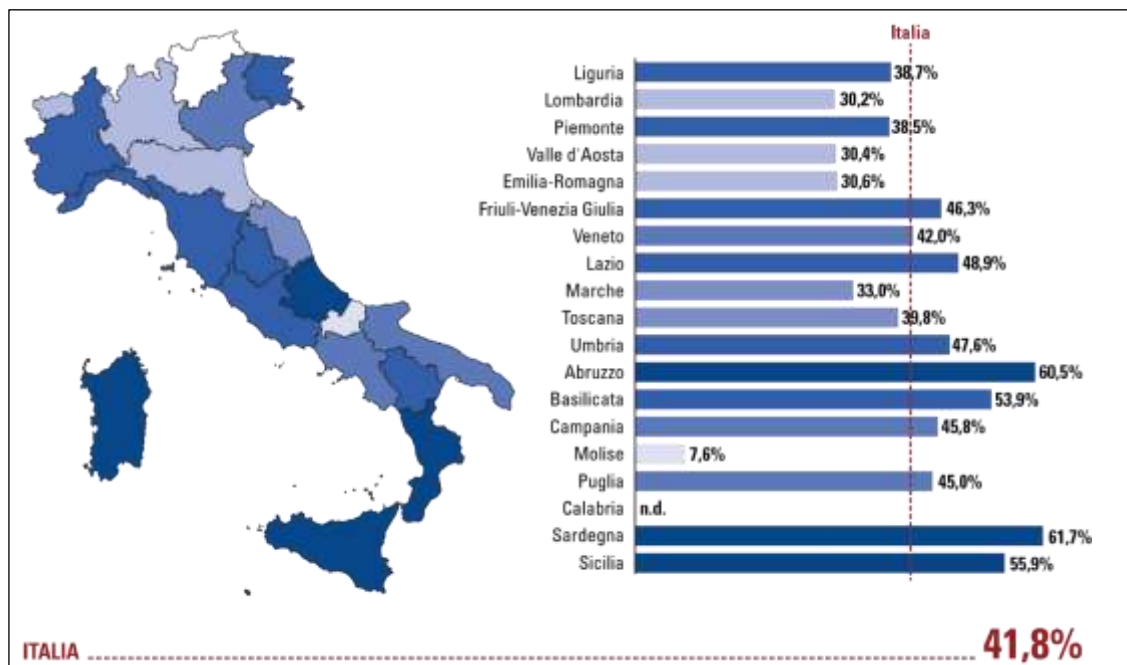 Italia
Liguria 38,7%
Lombardia 30,2%
Piemonte 38,5%
Valle d'Aosta 30,4%
Emilia-Romagna 30,6%
Friuli-Venezia Giulia 46,3%
Veneto 42,0%
Lazio 48,9%
Marche 33,0%
Toscana 39,8%
Umbria 47,6%
Abruzzo 60,5%
Basilicata 53,9%
Campania 45,8%
Molise 7,6%
Puglia 45,0%
Calabria n.d.
Sardegna 61,7%
Sicilia 55,9%
ITALIA 41,8%